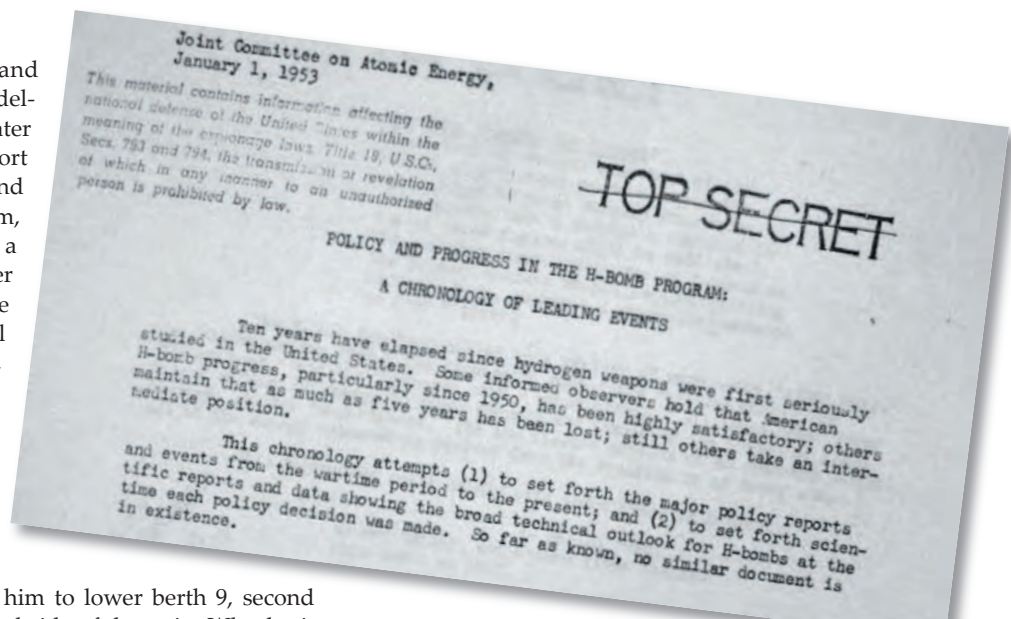 and
del-
ter
ort
nd
m,
a
er
e
l
Joint Committee on Atomic Energy,
January 1, 1953
This material contains information affecting the
national defense of the United States within the
meaning of the espionage laws, Title 18, U.S.C.,
Secs. 793 and 794, the transmission or revelation
of which in any manner to an unauthorized
person is prohibited by law.
TOP SECRET
POLICY AND PROGRESS IN THE H-BOMB PROGRAM:
A CHRONOLOGY OF LEADING EVENTS
Ten years have elapsed since hydrogen weapons were first seriously
studied in the United States. Some informed observers hold that American
H-bomb progress, particularly since 1950, has been highly satisfactory; others
maintain that as much as five years has been lost; still others take an inter-
mediate position.
This chronology attempts (1) to set forth the major policy reports
and events from the wartime period to the present; and (2) to set forth scien-
tific reports and data showing the broad technical outlook for H-bombs at the
time each policy decision was made. So far as known, no similar document is
in existence.
him to lower berth 9, second